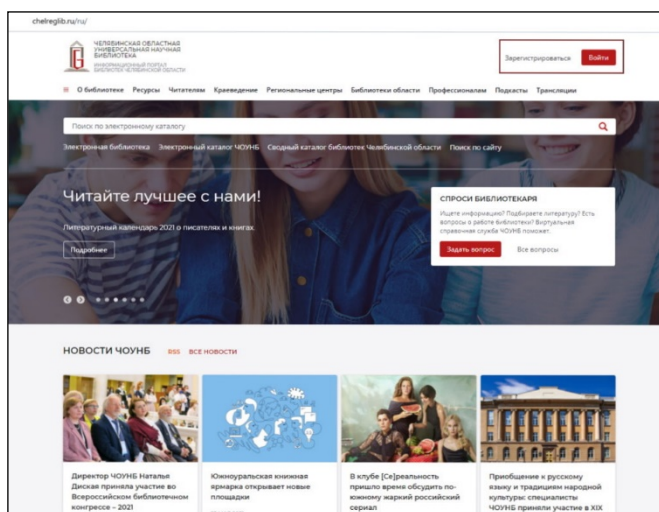 chelreglib.ru/ru/
ЧЕЛЯБИНСКАЯ ОБЛАСТНАЯ
УНИВЕРСАЛЬНАЯ НАУЧНАЯ
БИБЛИОТЕКА
ИНФОРМАЦИОННЫЙ ПОРТАЛ
БИБЛИОТЕК ЧЕЛЯБИНСКОЙ ОБЛАСТИ
Зарегистрироваться Войти
О библиотеке Ресурсы Читателям Краеведение Региональные центры Библиотеки области Профессионалам Подкасты Трансляции
Поиск по электронному каталогу
Электронная библиотека Электронный каталог ЧОУНБ Сводный каталог библиотек Челябинской области Поиск по сайту
Читайте лучшее с нами!
Литературный календарь 2021 о писателях и книгах.
Подробнее
СПРОСИ БИБЛИОТЕКАРЯ
Ищете информацию? Подбираете литературу? Есть
вопросы о работе библиотеки? Виртуальная
справочная служба ЧОУНБ поможет.
Задать вопрос Все вопросы
НОВОСТИ ЧОУНБ RSS ВСЕ НОВОСТИ
Директор ЧОУНБ Наталья
Диская приняла участие во
Всероссийском библиотечном
конгрессе – 2021
Южноуральская книжная
ярмарка открывает новые
площадки
В клубе [Се]реальность
пришло время обсудить по-
южному жаркий российский
сериал
Приобщение к русскому
языку и традициям народной
культуры: специалисты
ЧОУНБ приняли участие в XIX